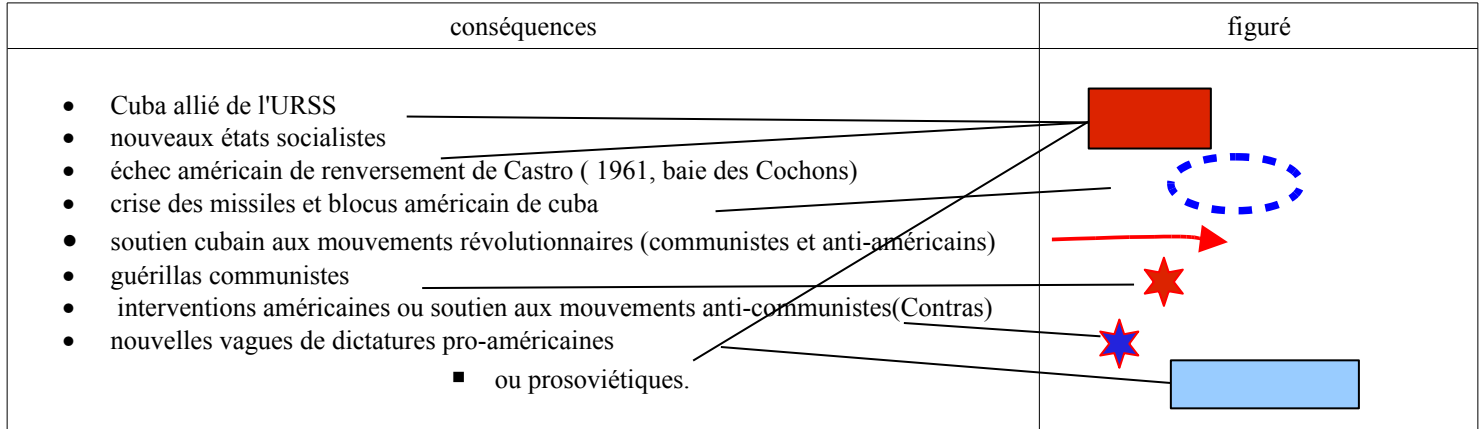 conséquences
figuré
• Cuba allié de l'URSS
• nouveaux états socialistes
• échec américain de renversement de Castro ( 1961, baie des Cochons)
• crise des missiles et blocus américain de cuba
• soutien cubain aux mouvements révolutionnaires (communistes et anti-américains)
• guérillas communistes
• interventions américaines ou soutien aux mouvements anti-communistes(Contras)
• nouvelles vagues de dictatures pro-américaines
▪ ou prosoviétiques.